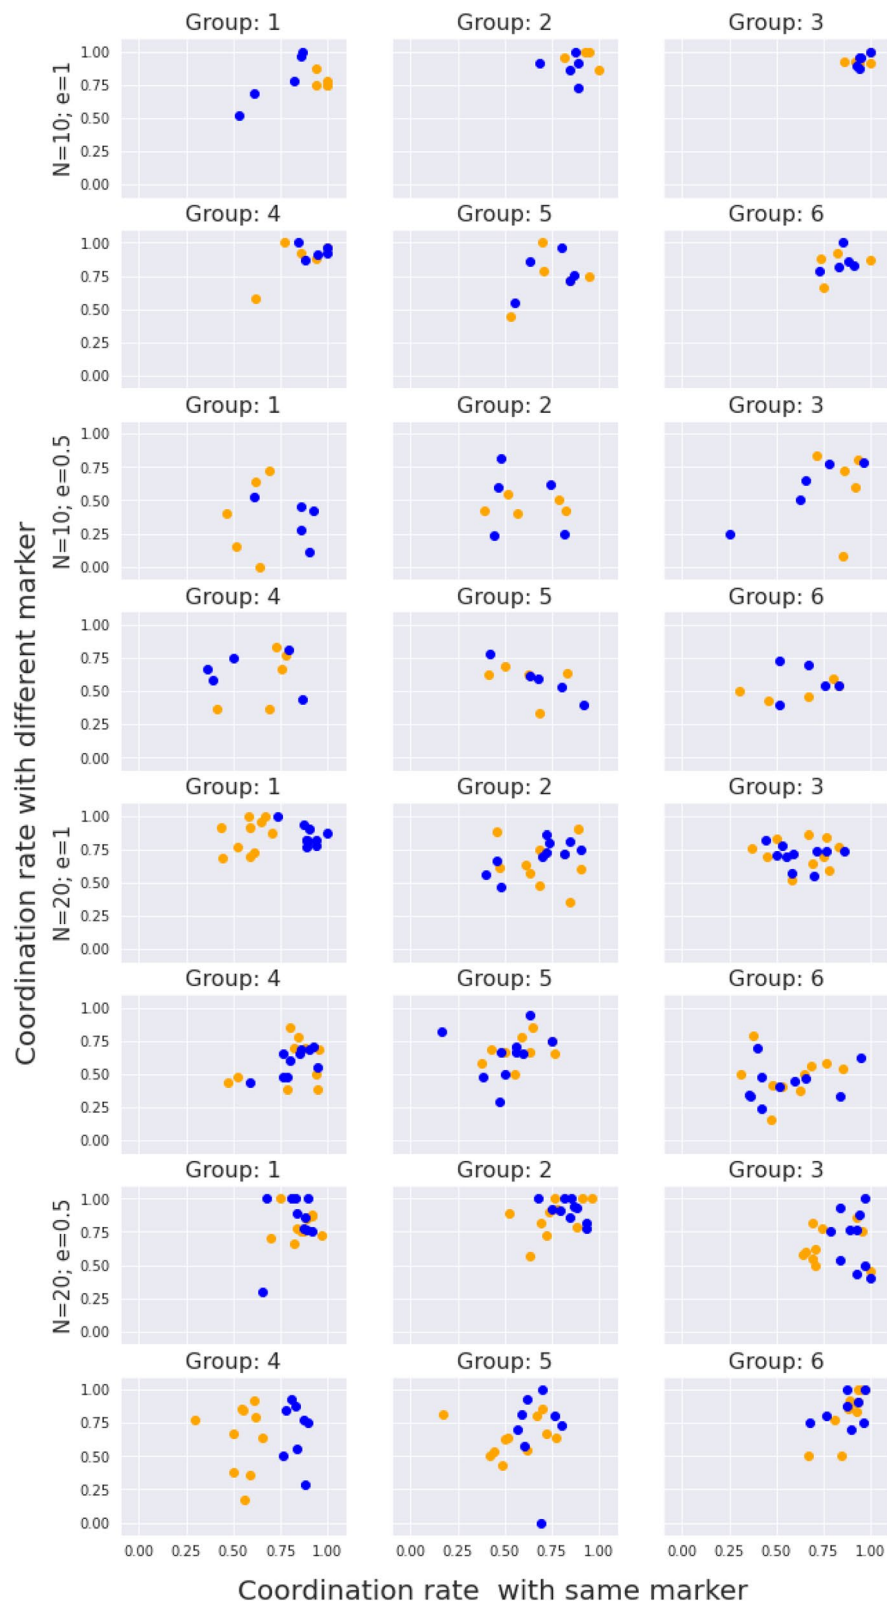 Group: 1
Group: 2
Group: 3
1.00
0.75
0.50
0.25
0.00
N=10; e=1
Group: 4
Group: 5
Group: 6
1.00
0.75
0.50
0.25
0.00
Group: 1
Group: 2
Group: 3
1.00
0.75
0.50
0.25
0.00
N=10; e=0.5
Group: 4
Group: 5
Group: 6
1.00
0.75
0.50
0.25
0.00
Coordination rate with different marker
Group: 1
Group: 2
Group: 3
1.00
0.75
0.50
0.25
0.00
N=20; e=1
Group: 4
Group: 5
Group: 6
1.00
0.75
0.50
0.25
0.00
Group: 1
Group: 2
Group: 3
1.00
0.75
0.50
0.25
0.00
N=20; e=0.5
Group: 4
Group: 5
Group: 6
1.00
0.75
0.50
0.25
0.00
0.00 0.25 0.50 0.75 1.00
0.00 0.25 0.50 0.75 1.00
0.00 0.25 0.50 0.75 1.00
Coordination rate with same marker